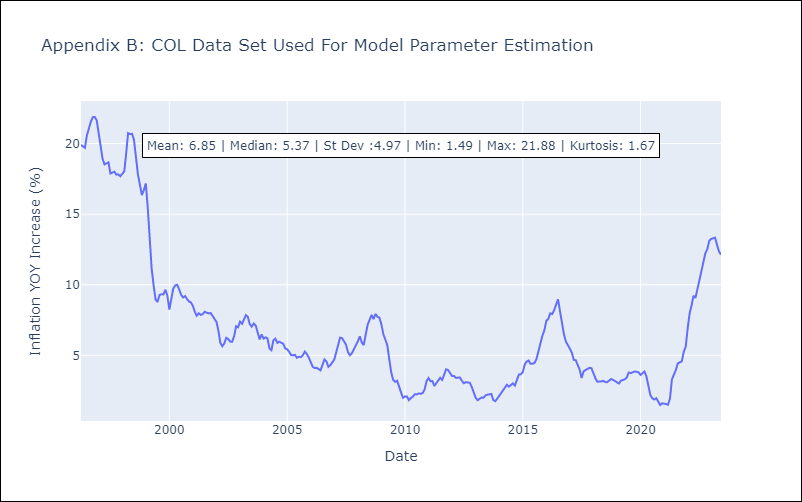 Appendix B: COL Data Set Used For Model Parameter Estimation
Mean: 6.85 | Median: 5.37 | St Dev :4.97 | Min: 1.49 | Max: 21.88 | Kurtosis: 1.67
Inflation YOY Increase (%)
20
15
10
5
2000
2005
2010
2015
2020
Date